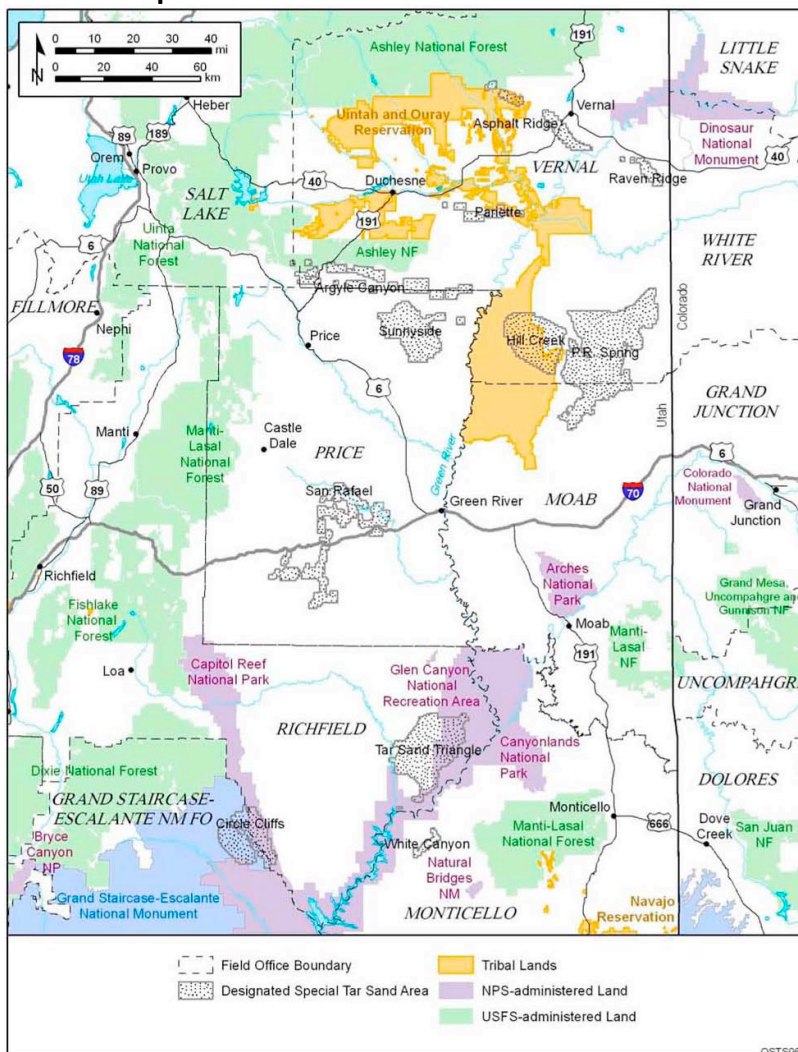 0 10 20 30 40
mi
0 20 40 60
km
N
Ashley National Forest
191
LITTLE
SNAKE
Heber
Uintah and Ouray
Reservation
Asphalt Ridge
Vernal
89
189
Orem
Provo
Utah Lake
Dinosaur
National
Monument
VERNAL
40
Raven Ridge
SALT
LAKE
40
Duchesne
191
Pariette
6
Uinta
National
Forest
Ashley NF
WHITE
RIVER
Argyle Canyon
FILLMORE
Nephi
Sunnyside
Colorado
Price
Hill Creek
P.R. Spring
78
6
Utah
GRAND
JUNCTION
Manti
Manti-
Lasal
National
Forest
Castle
Dale
PRICE
Green River
6
Colorado
National
Monument
50
89
San Rafael
Green River
MOAB
70
Grand
Junction
Richfield
Arches
National
Park
Grand Mesa,
Uncompahgre and
Gunnison NF
Fishlake
National
Forest
Moab
Manti-
Lasal
NF
Loa
Capitol Reef
National Park
Glen Canyon
National
Recreation Area
191
UNCOMPAHGR
RICHFIELD
Tar Sand Triangle
Canyonlands
National
Park
Dixie National Forest
DOLORES
GRAND STAIRCASE-
ESCALANTE NM FO
Circle Cliffs
Monticello
666
Dove
Creek
Bryce
Canyon
NP
White Canyon
Manti-Lasal
National Forest
San Juan
NF
Natural
Bridges
NM
Grand Staircase-Escalante
National Monument
MONTICELLO
Navajo
Reservation
Field Office Boundary
Tribal Lands
Designated Special Tar Sand Area
NPS-administered Land
USFS-administered Land